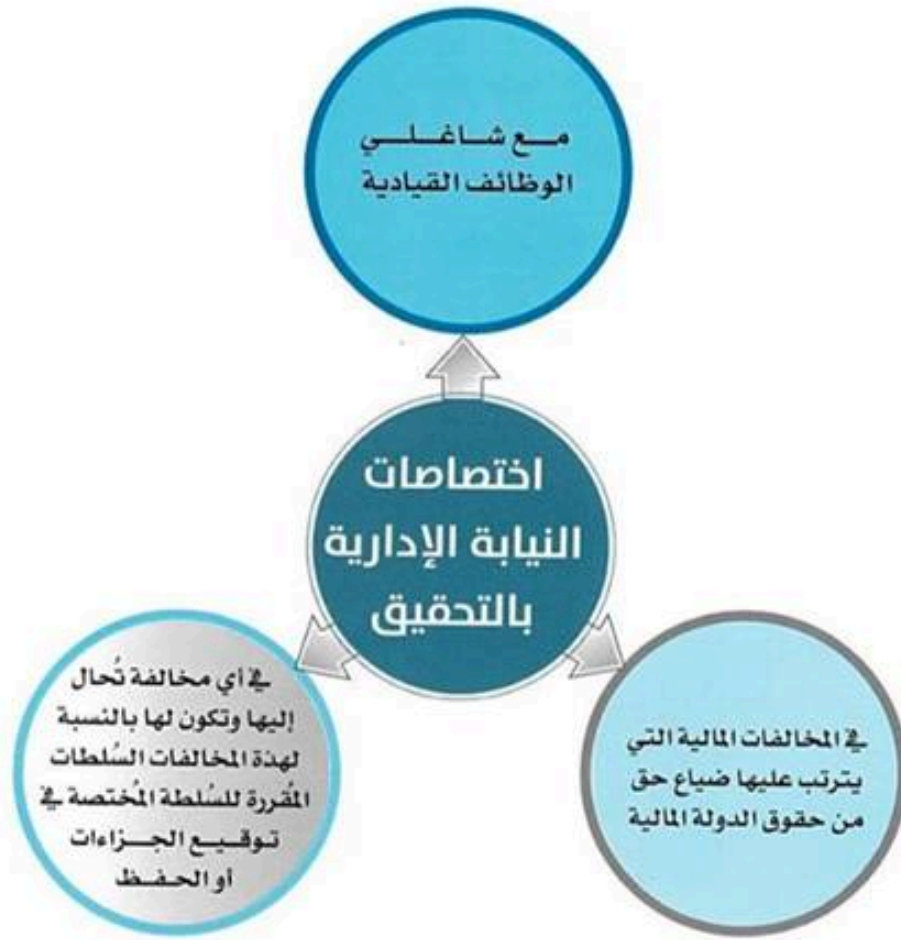 مع شاغلي
الوظائف القيادية
اختصاصات
النيابة الإدارية
بالتحقيق
في المخالفات المالية التي
يترتب عليها ضياع حق
من حقوق الدولة المالية
في أي مخالفة تُحال
إليها وتكون لها بالنسبة
لهذة المخالفات السُلطات
المُقررة للسُلطة المُختصة في
توقيع الجزاءات
أو الحفظ